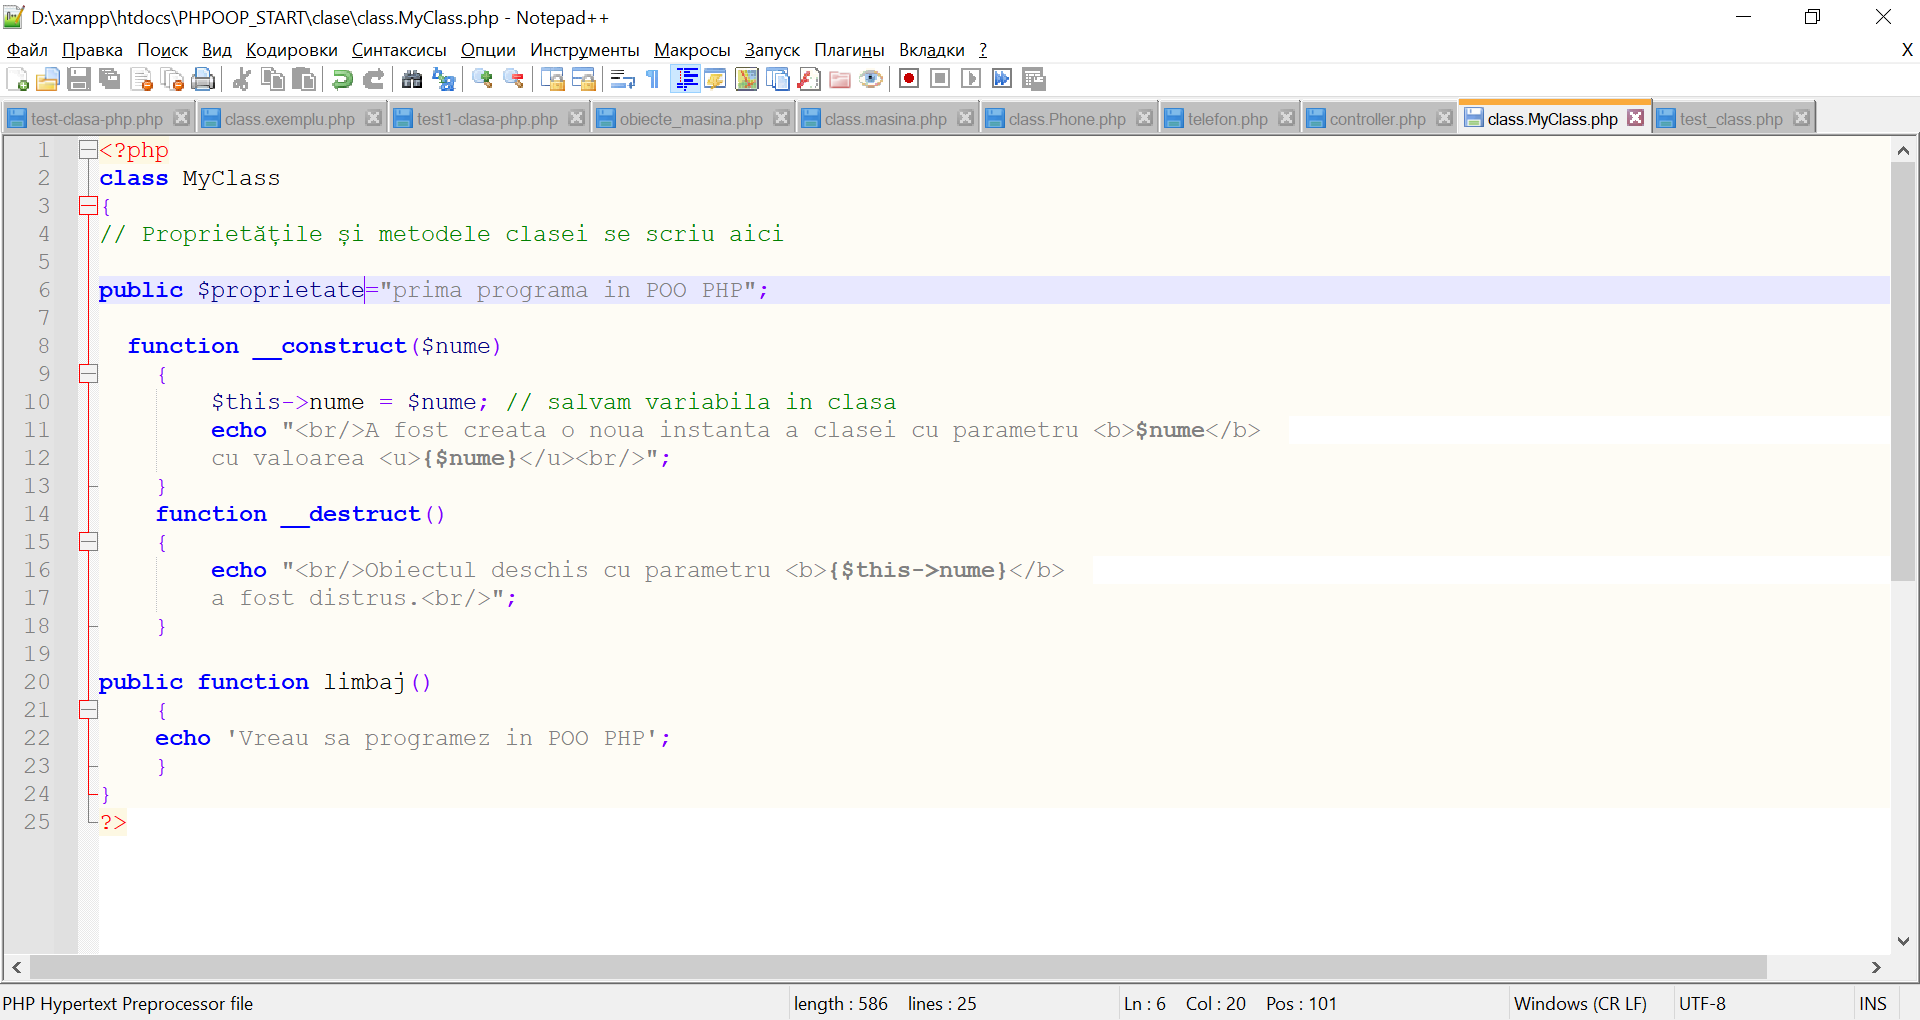 D:\xampp\htdocs\PHPOOP_START\clase\class.MyClass.php - Notepad++
Файл Правка Поиск Вид Кодировки Синтаксисы Опции Инструменты Макросы Запуск Плагины Вкладки ? X
test-clasa-php.php class.exemplu.php test1-clasa-php.php obiecte_masina.php class.masina.php class.Phone.php telefon.php controller.php class.MyClass.php test_class.php
1 <?php
2 class MyClass
3 {
4 // Proprietățile și metodele clasei se scriu aici
5
6 public $proprietate="prima programa in POO PHP";
7
8   function __construct($nume)
9     {
10         $this->nume = $nume; // salvam variabila in clasa
11         echo "<br/>A fost creata o noua instanta a clasei cu parametru <b>$nume</b>
12         cu valoarea <u>{$nume}</u><br/>";
13     }
14     function __destruct()
15     {
16         echo "<br/>Obiectul deschis cu parametru <b>{$this->nume}</b>
17         a fost distrus.<br/>";
18     }
19
20 public function limbaj()
21     {
22     echo 'Vreau sa programez in POO PHP';
23     }
24 }
25 ?>
PHP Hypertext Preprocessor file length : 586 lines : 25 Ln : 6 Col : 20 Pos : 101 Windows (CR LF) UTF-8 INS